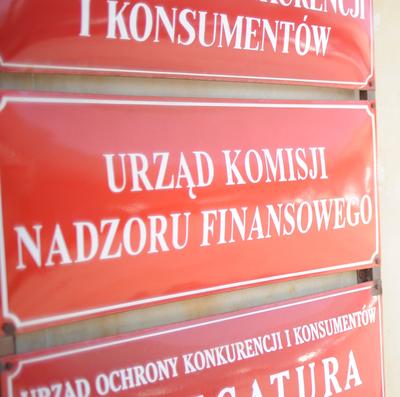 I KONSUMENTÓW
URZĄD KOMISJI
NADZORU FINANSOWEGO
URZĄD OCHRONY KONKURENCJI I KONSUMENTÓW